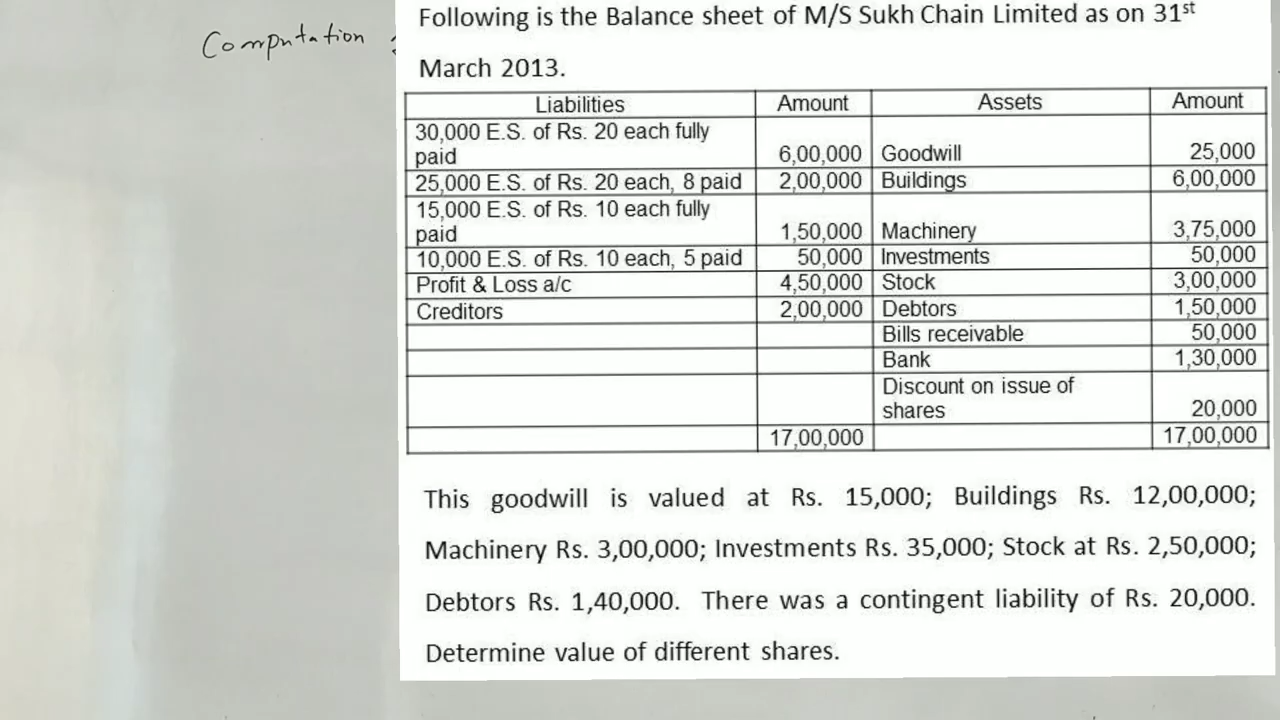 Computation
Following is the Balance sheet of M/S Sukh Chain Limited as on 31st
March 2013.
Liabilities Amount Assets Amount
30,000 E.S. of Rs. 20 each fully
paid 6,00,000 Goodwill 25,000
25,000 E.S. of Rs. 20 each, 8 paid 2,00,000 Buildings 6,00,000
15,000 E.S. of Rs. 10 each fully
paid 1,50,000 Machinery 3,75,000
10,000 E.S. of Rs. 10 each, 5 paid 50,000 Investments 50,000
Profit & Loss a/c 4,50,000 Stock 3,00,000
Creditors 2,00,000 Debtors 1,50,000
Bills receivable 50,000
Bank 1,30,000
Discount on issue of
shares 20,000
17,00,000 17,00,000
This goodwill is valued at Rs. 15,000; Buildings Rs. 12,00,000;
Machinery Rs. 3,00,000; Investments Rs. 35,000; Stock at Rs. 2,50,000;
Debtors Rs. 1,40,000. There was a contingent liability of Rs. 20,000.
Determine value of different shares.